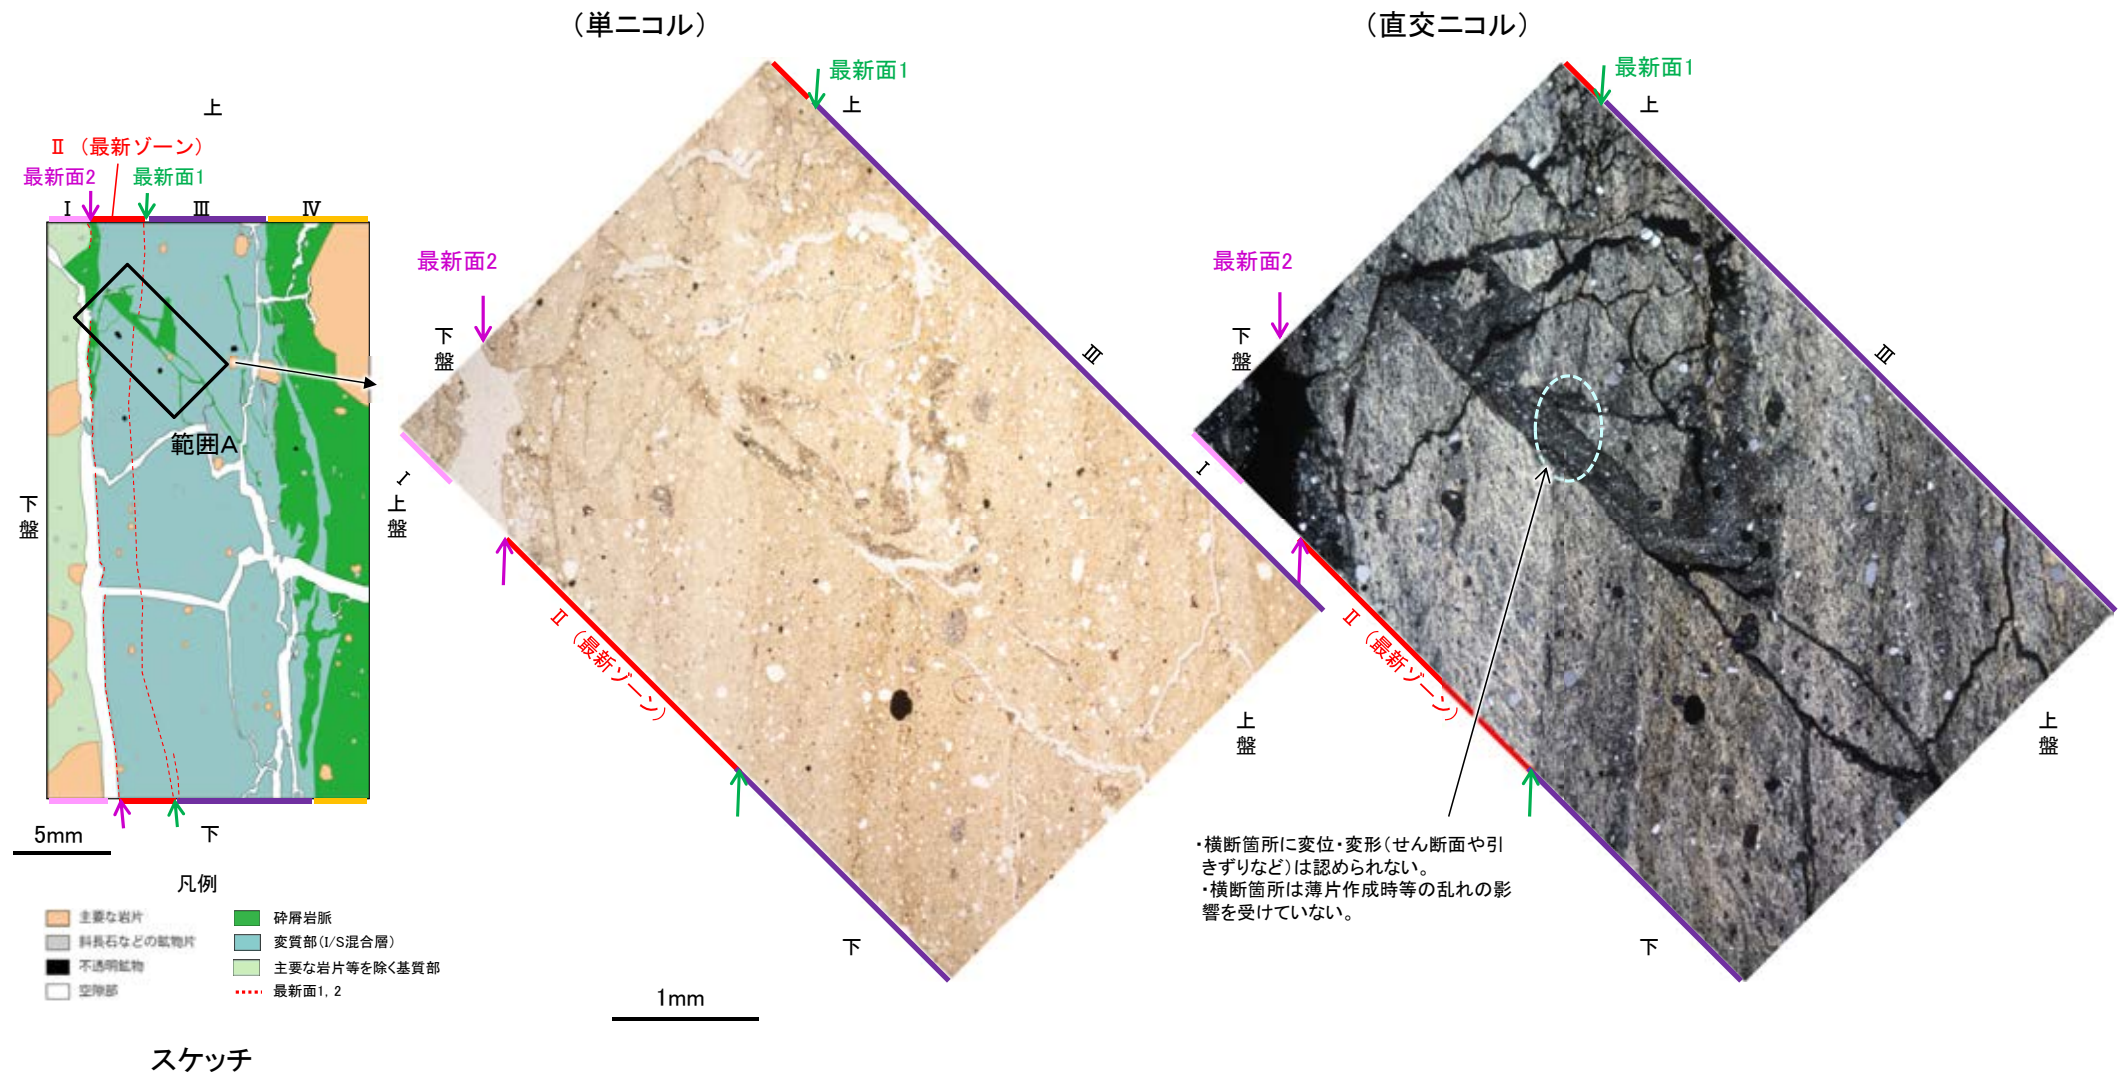 （単ニコル）
（直交ニコル）
上
Ⅱ（最新ゾーン）
最新面2
最新面1
Ⅰ
Ⅲ
Ⅳ
範囲A
下盤
上盤
下
5mm
凡例
主要な岩片
斜長石などの鉱物片
不透明鉱物
空隙部
砕屑岩脈
変質部(I/S混合層)
主要な岩片等を除く基質部
最新面1, 2
スケッチ
最新面1
上
最新面2
下盤
Ⅲ
Ⅰ
Ⅱ（最新ゾーン）
上盤
下
1mm
最新面1
上
最新面2
下盤
Ⅲ
Ⅰ
Ⅱ（最新ゾーン）
上盤
・横断箇所に変位・変形(せん断面や引
きずりなど)は認められない。
・横断箇所は薄片作成時等の乱れの影
響を受けていない。
下